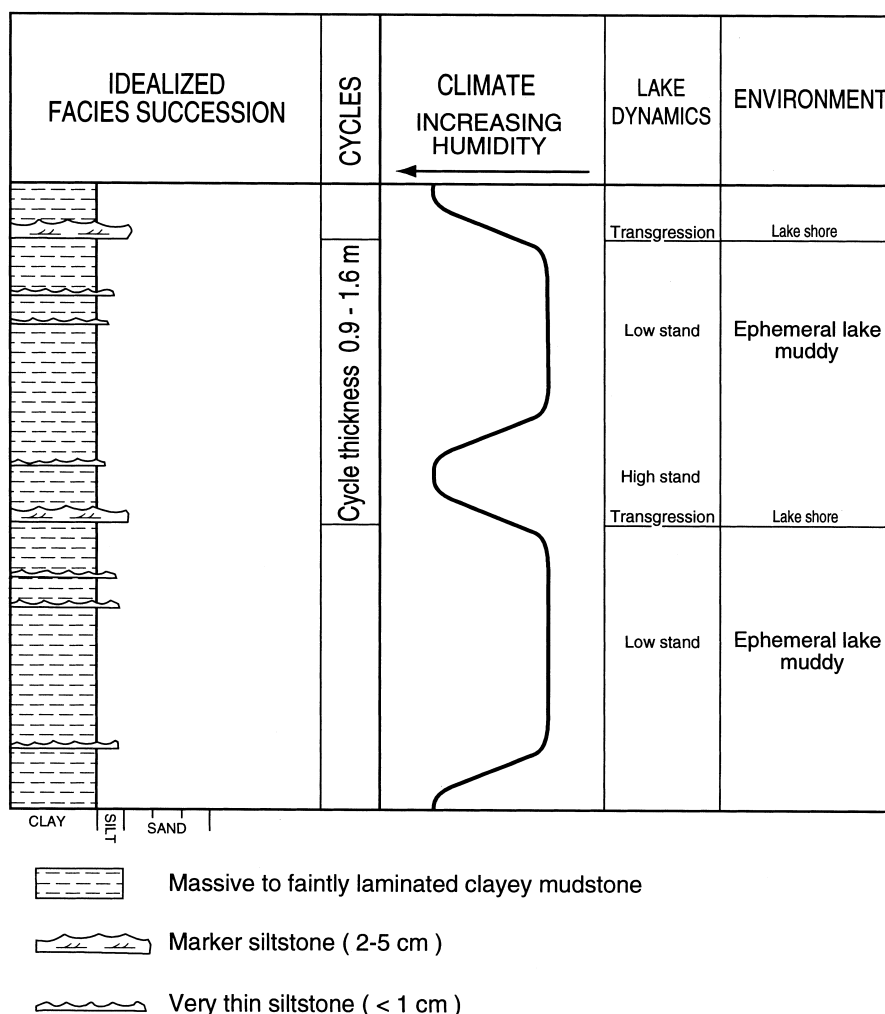 IDEALIZED
FACIES SUCCESSION
CYCLES
CLIMATE
INCREASING
HUMIDITY
LAKE
DYNAMICS
ENVIRONMENT
Transgression
Lake shore
Cycle thickness 0.9 - 1.6 m
Low stand
Ephemeral lake
muddy
High stand
Transgression
Lake shore
Low stand
Ephemeral lake
muddy
CLAY
SILT
SAND
Massive to faintly laminated clayey mudstone
Marker siltstone ( 2-5 cm )
Very thin siltstone ( < 1 cm )